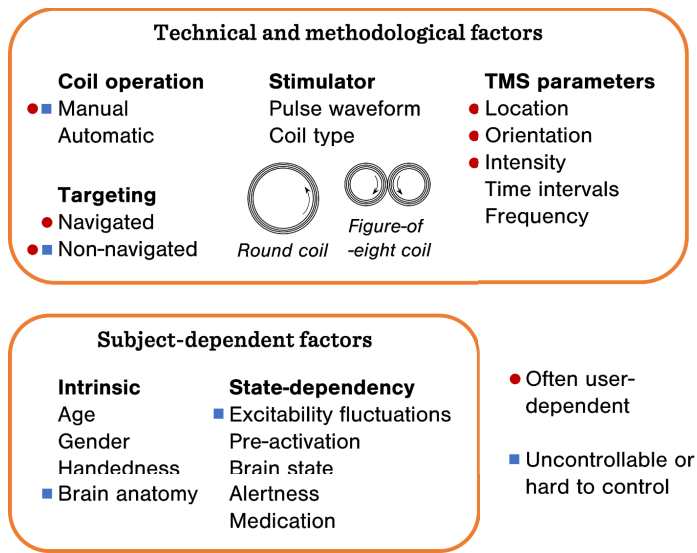 Technical and methodological factors
Coil operation
Manual
Automatic
Targeting
Navigated
Non-navigated
Stimulator
Pulse waveform
Coil type
Round coil
Figure-of
-eight coil
TMS parameters
Location
Orientation
Intensity
Time intervals
Frequency
Subject-dependent factors
Intrinsic
Age
Gender
Handedness
Brain anatomy
State-dependency
Excitability fluctuations
Pre-activation
Brain state
Alertness
Medication
Often user-
dependent
Uncontrollable or
hard to control